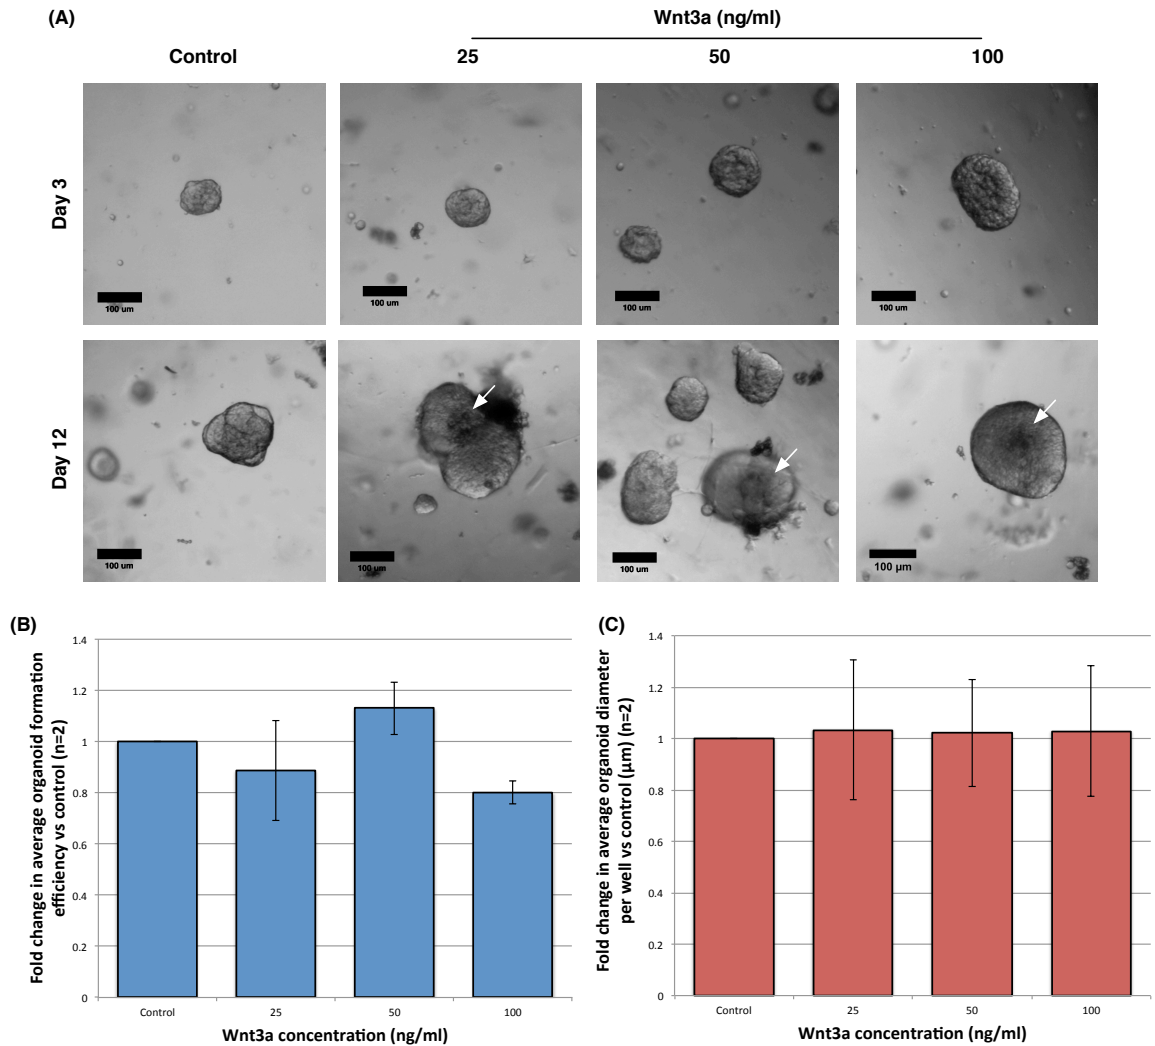 (A)
Wnt3a (ng/ml)
Control
25
50
100
Day 3
100 um
100 um
100 um
100 um
Day 12
100 um
100 um
100 um
100 µm
(B)
Fold change in average organoid formation
efficiency vs control (n=2)
1.4
1.2
1
0.8
0.6
0.4
0.2
0
Control
25
50
100
Wnt3a concentration (ng/ml)
(C)
Fold change in average organoid diameter
per well vs control (µm) (n=2)
1.4
1.2
1
0.8
0.6
0.4
0.2
0
Control
25
50
100
Wnt3a concentration (ng/ml)